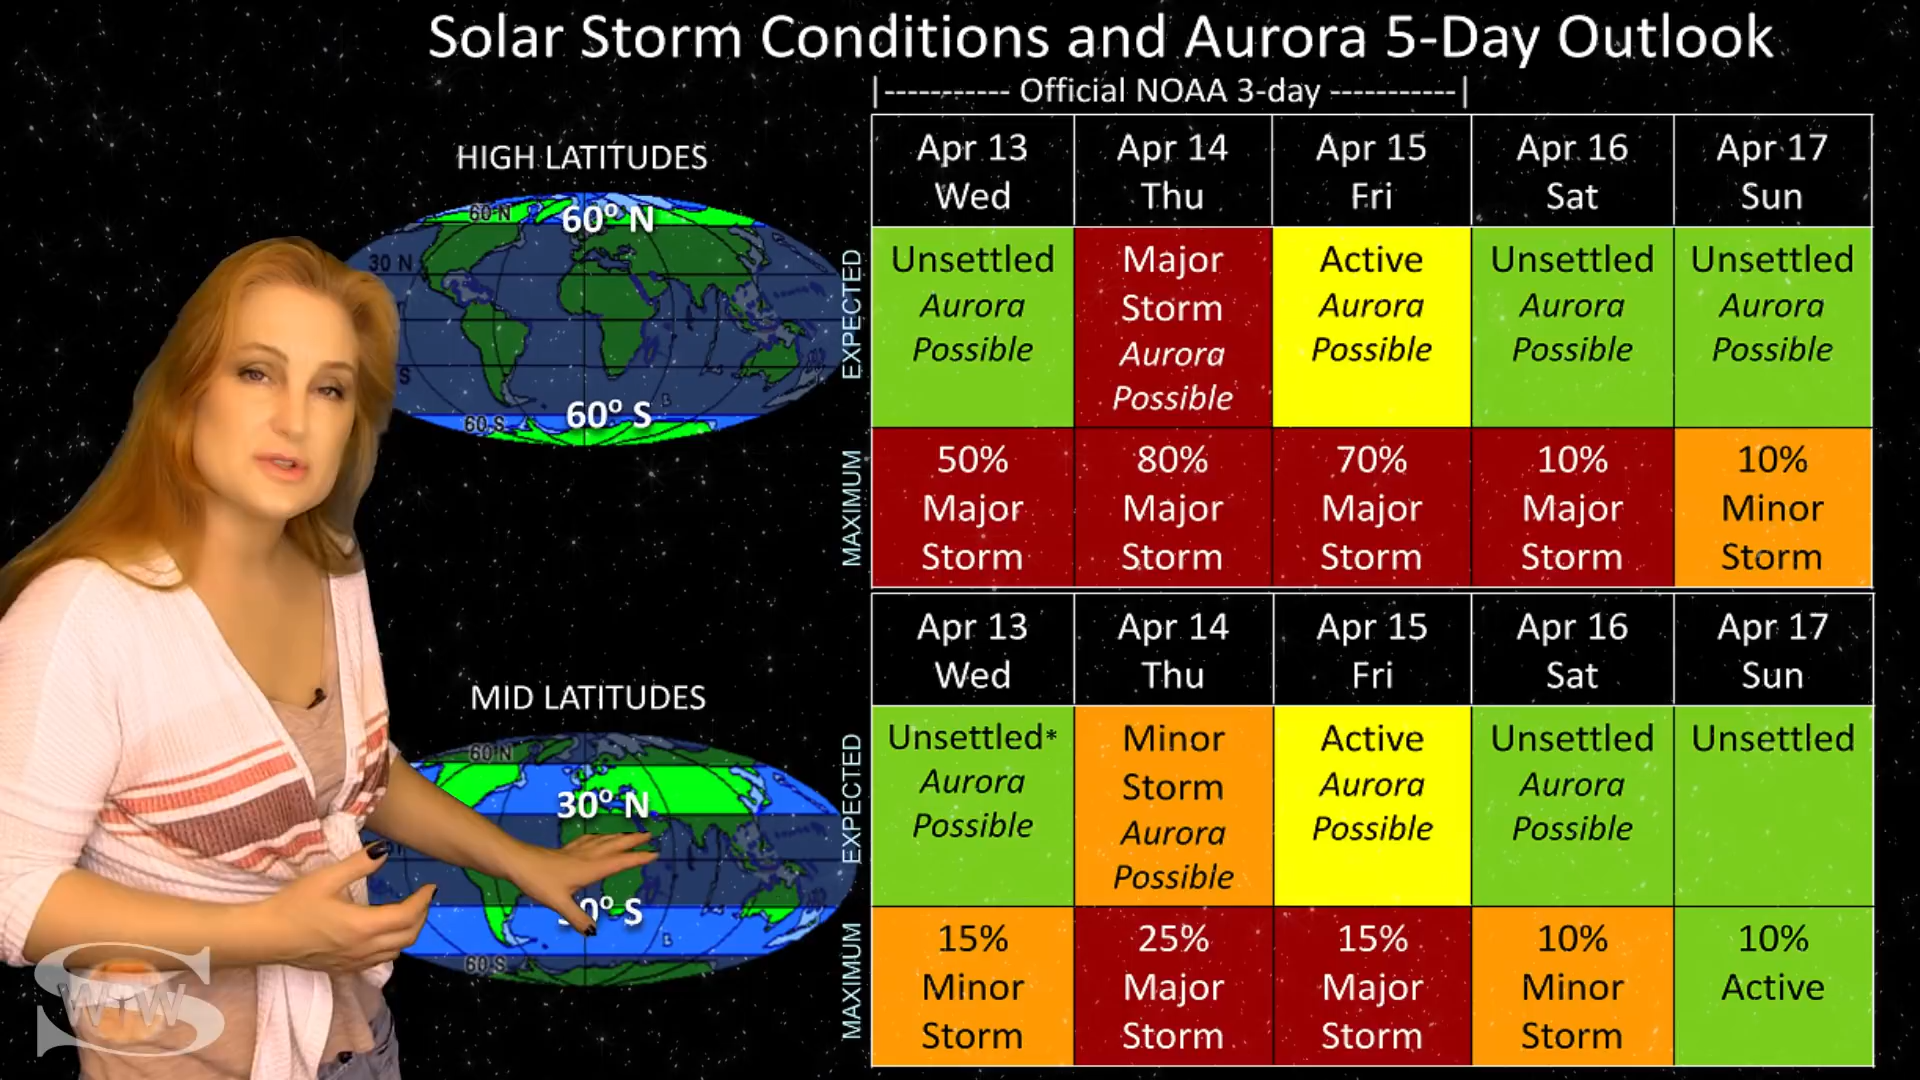 Solar Storm Conditions and Aurora 5-Day Outlook
|----------- Official NOAA 3-day -----------|
HIGH LATITUDES
60 N
60º N
30 N
S
60 S
60º S
EXPECTED
MAXIMUM
Apr 13 Apr 14 Apr 15 Apr 16 Apr 17
Wed Thu Fri Sat Sun
Unsettled Major Active Unsettled Unsettled
Aurora Storm Aurora Aurora Aurora
Possible Aurora Possible Possible Possible
Possible
50% 80% 70% 10% 10%
Major Major Major Major Minor
Storm Storm Storm Storm Storm
MID LATITUDES
60 N
30º N
0º S
60 S
EXPECTED
MAXIMUM
Apr 13 Apr 14 Apr 15 Apr 16 Apr 17
Wed Thu Fri Sat Sun
Unsettled* Minor Active Unsettled Unsettled
Aurora Storm Aurora Aurora
Possible Aurora Possible Possible
Possible
15% 25% 15% 10% 10%
Minor Major Major Minor Active
Storm Storm Storm Storm
S
WTW